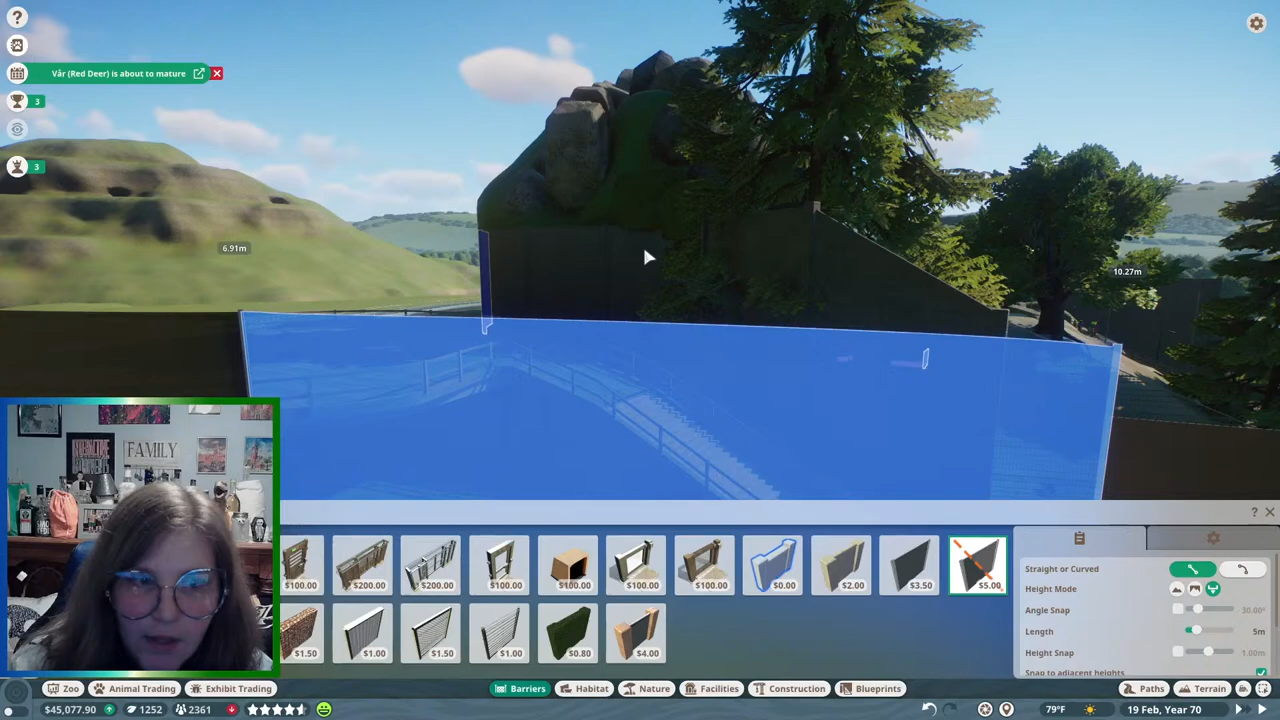 ?
Vår (Red Deer) is about to mature
3
3
6.91m
10.27m
FAMILY
?
$100.00
$200.00
$200.00
$100.00
$100.00
$100.00
$100.00
$0.00
$2.00
$3.50
$5.00
$1.50
$1.00
$1.50
$1.00
$0.80
$4.00
Straight or Curved
Height Mode
Angle Snap
30.00°
Length
5m
Height Snap
1.00m
Snap to adjacent heights
Zoo
Animal Trading
Exhibit Trading
Barriers
Habitat
Nature
Facilities
Construction
Blueprints
Paths
Terrain
$45,077.90
1252
2361
79°F
19 Feb, Year 70